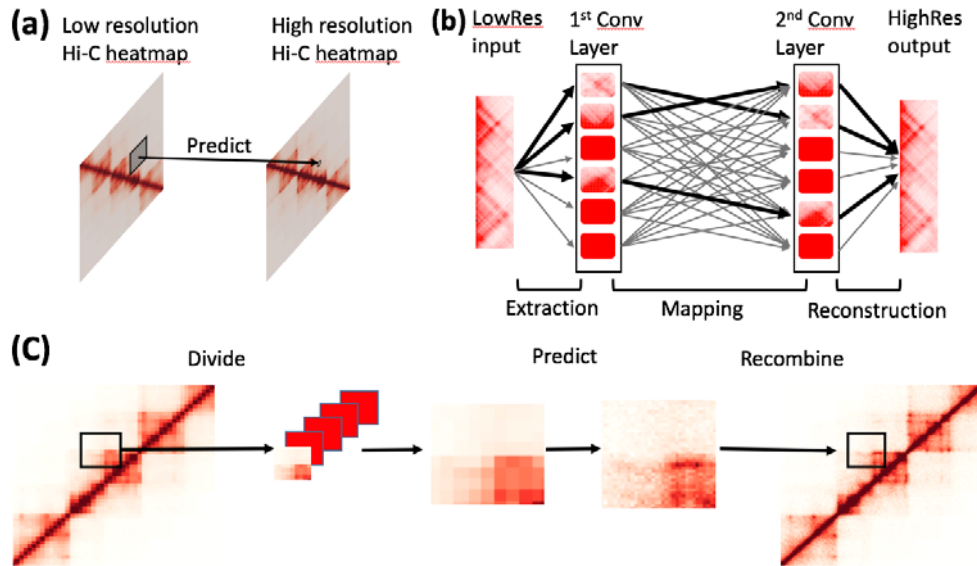 (a)
Low resolution
Hi-C heatmap
High resolution
Hi-C heatmap
Predict
(b)
LowRes
input
1st Conv
Layer
2nd Conv
Layer
HighRes
output
Extraction
Mapping
Reconstruction
(C)
Divide
Predict
Recombine